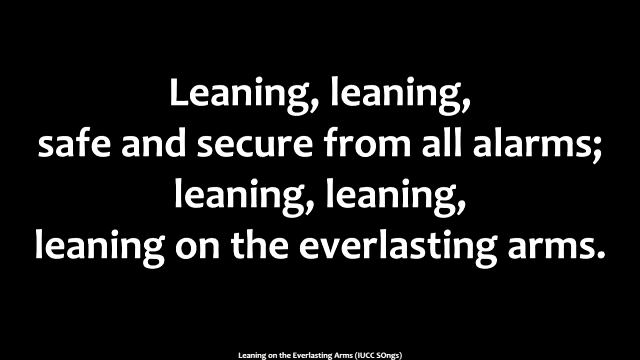 Leaning, leaning,
safe and secure from all alarms;
leaning, leaning,
leaning on the everlasting arms.
Leaning on the Everlasting Arms (IUCC SOngs)